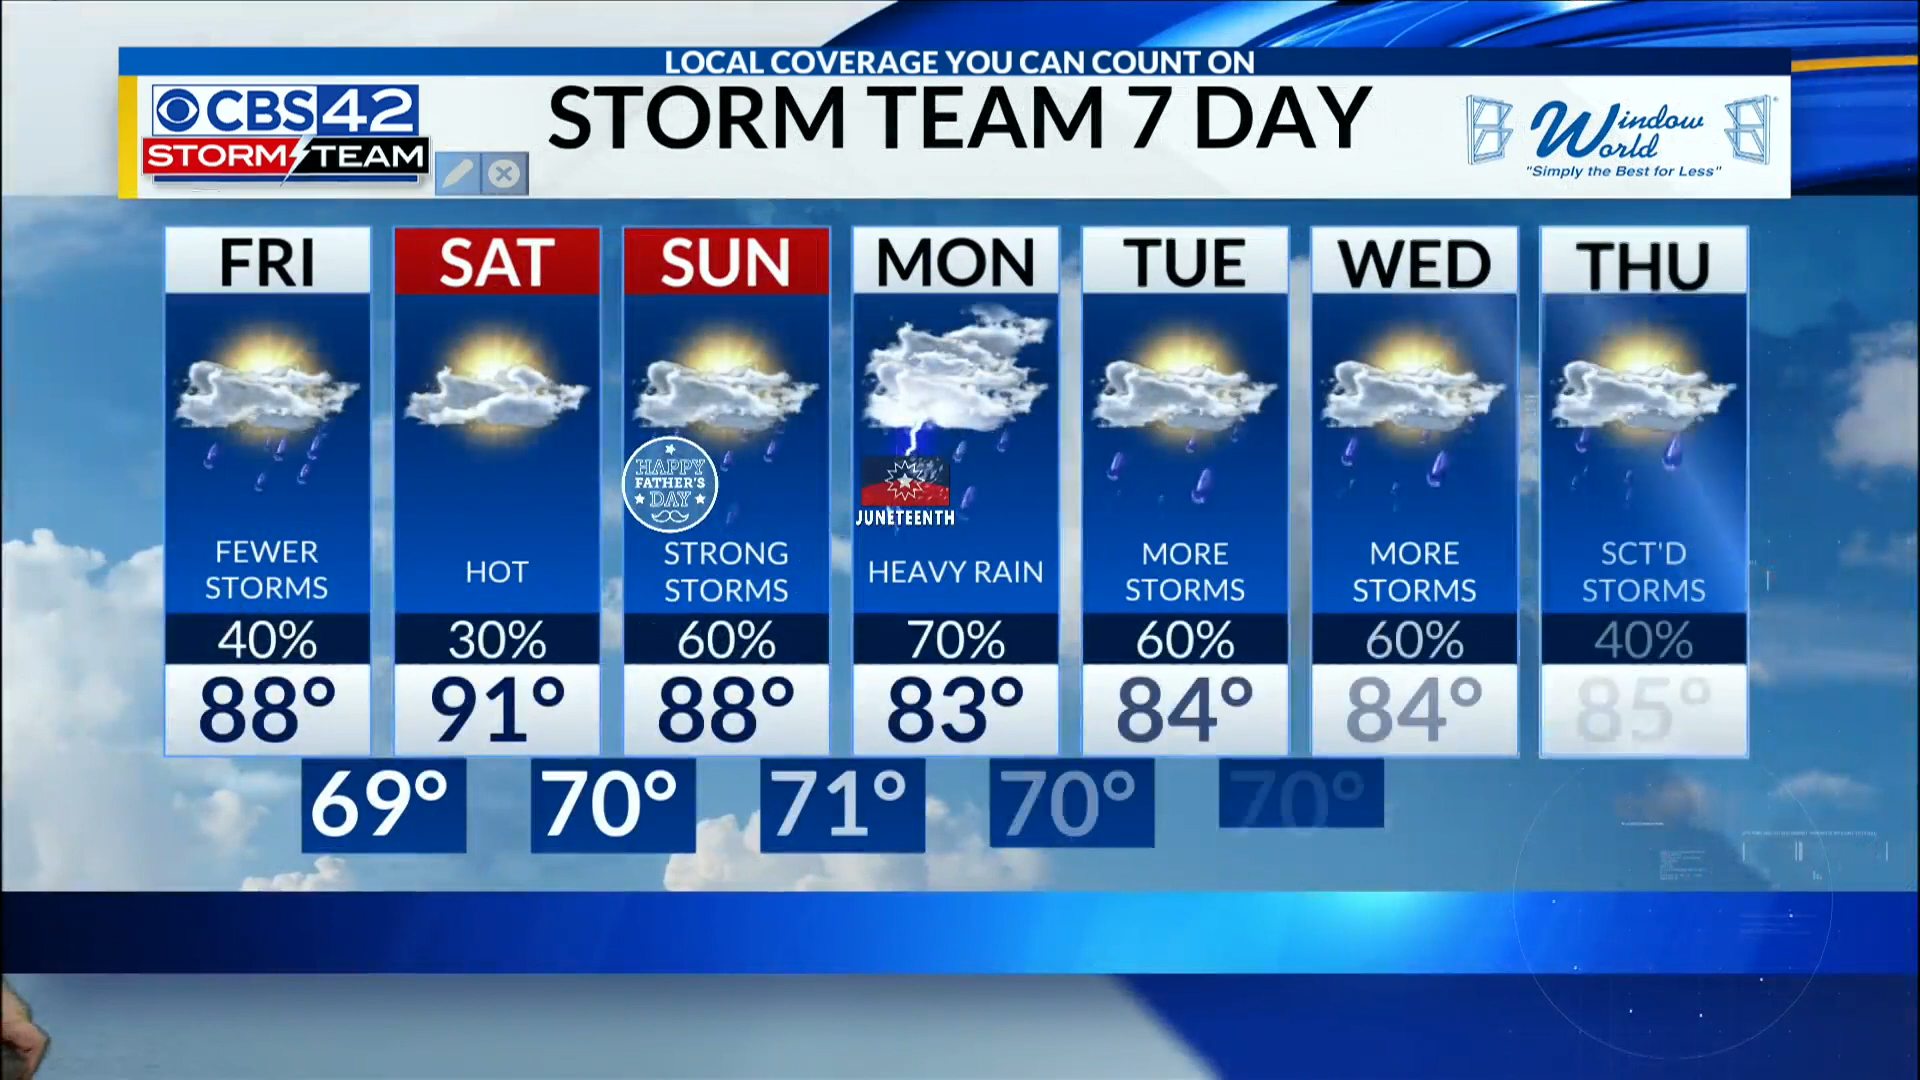 LOCAL COVERAGE YOU CAN COUNT ON
CBS 42
STORM TEAM
STORM TEAM 7 DAY
Window
World
"Simply the Best for Less"
FRI SAT SUN MON TUE WED THU
HAPPY
FATHER'S
DAY
JUNETEENTH
FEWER
STORMS
HOT
STRONG
STORMS
HEAVY RAIN
MORE
STORMS
MORE
STORMS
SCT'D
STORMS
40% 30% 60% 70% 60% 60% 40%
88° 91° 88° 83° 84° 84° 85°
69° 70° 71° 70° 70°